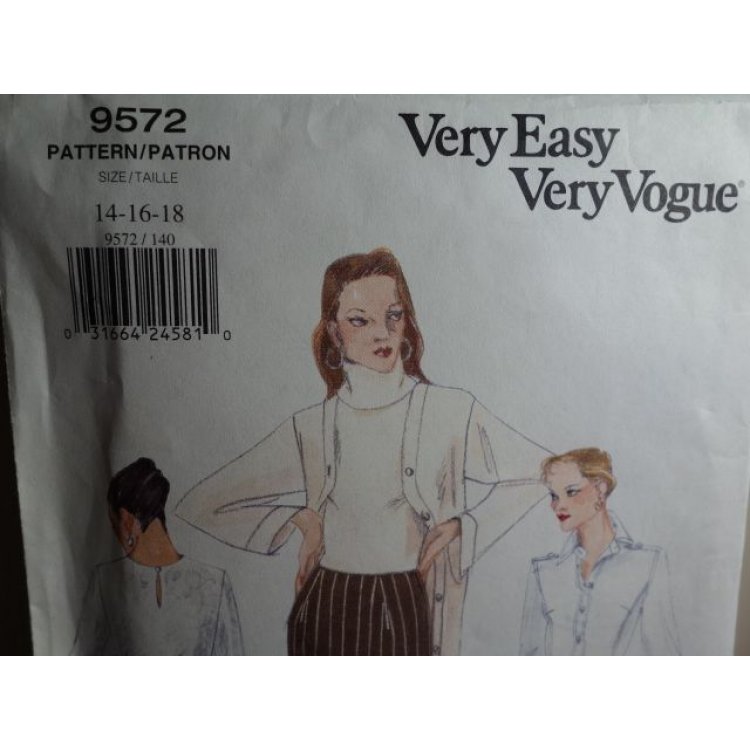 9572
PATTERN/PATRON
SIZE/TAILLE
14-16-18
9572/140
0 31664 24581 0
Very Easy
Very Vogue®